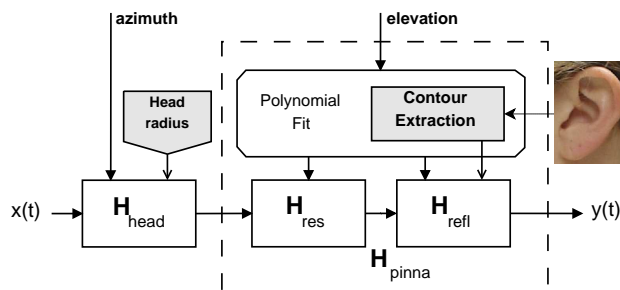 azimuth
elevation
Head
radius
Polynomial
Fit
Contour
Extraction
x(t)
H head
H res
H refl
y(t)
H pinna